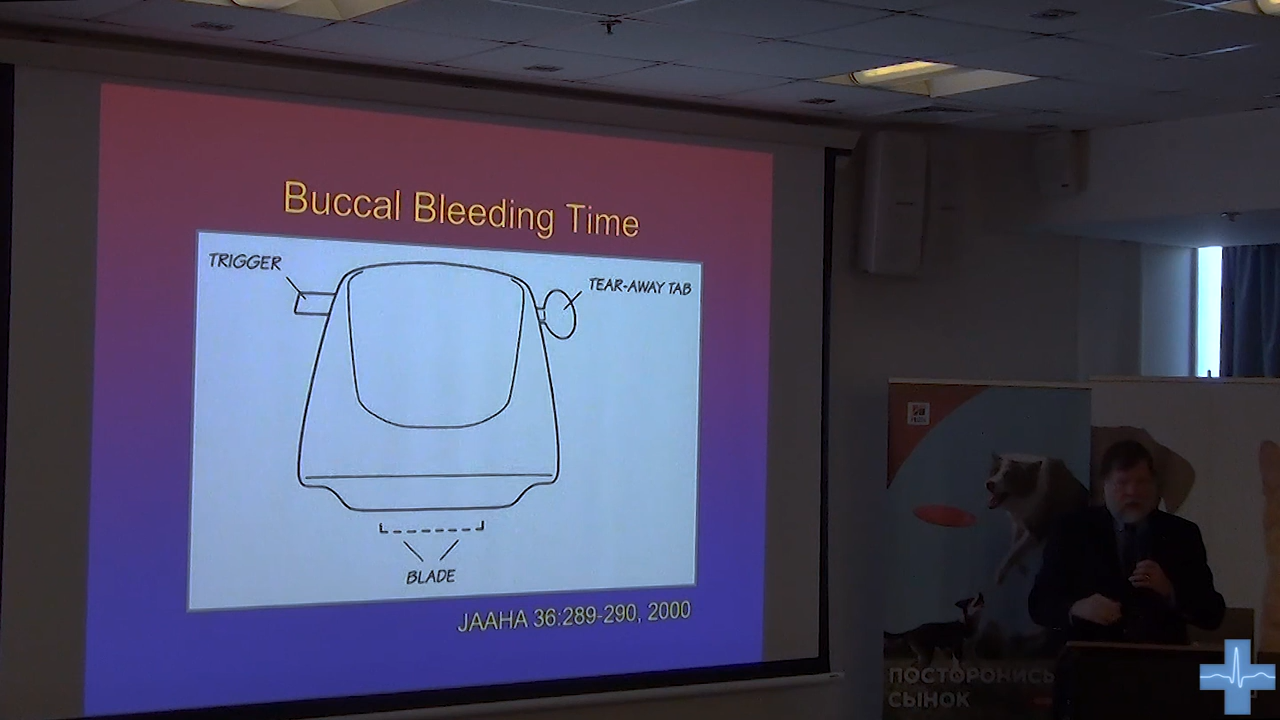 Buccal Bleeding Time
TRIGGER
TEAR-AWAY TAB
BLADE
JAAHA 36:289-290, 2000
ПОСТОРОНИСЬ
СЫНОК